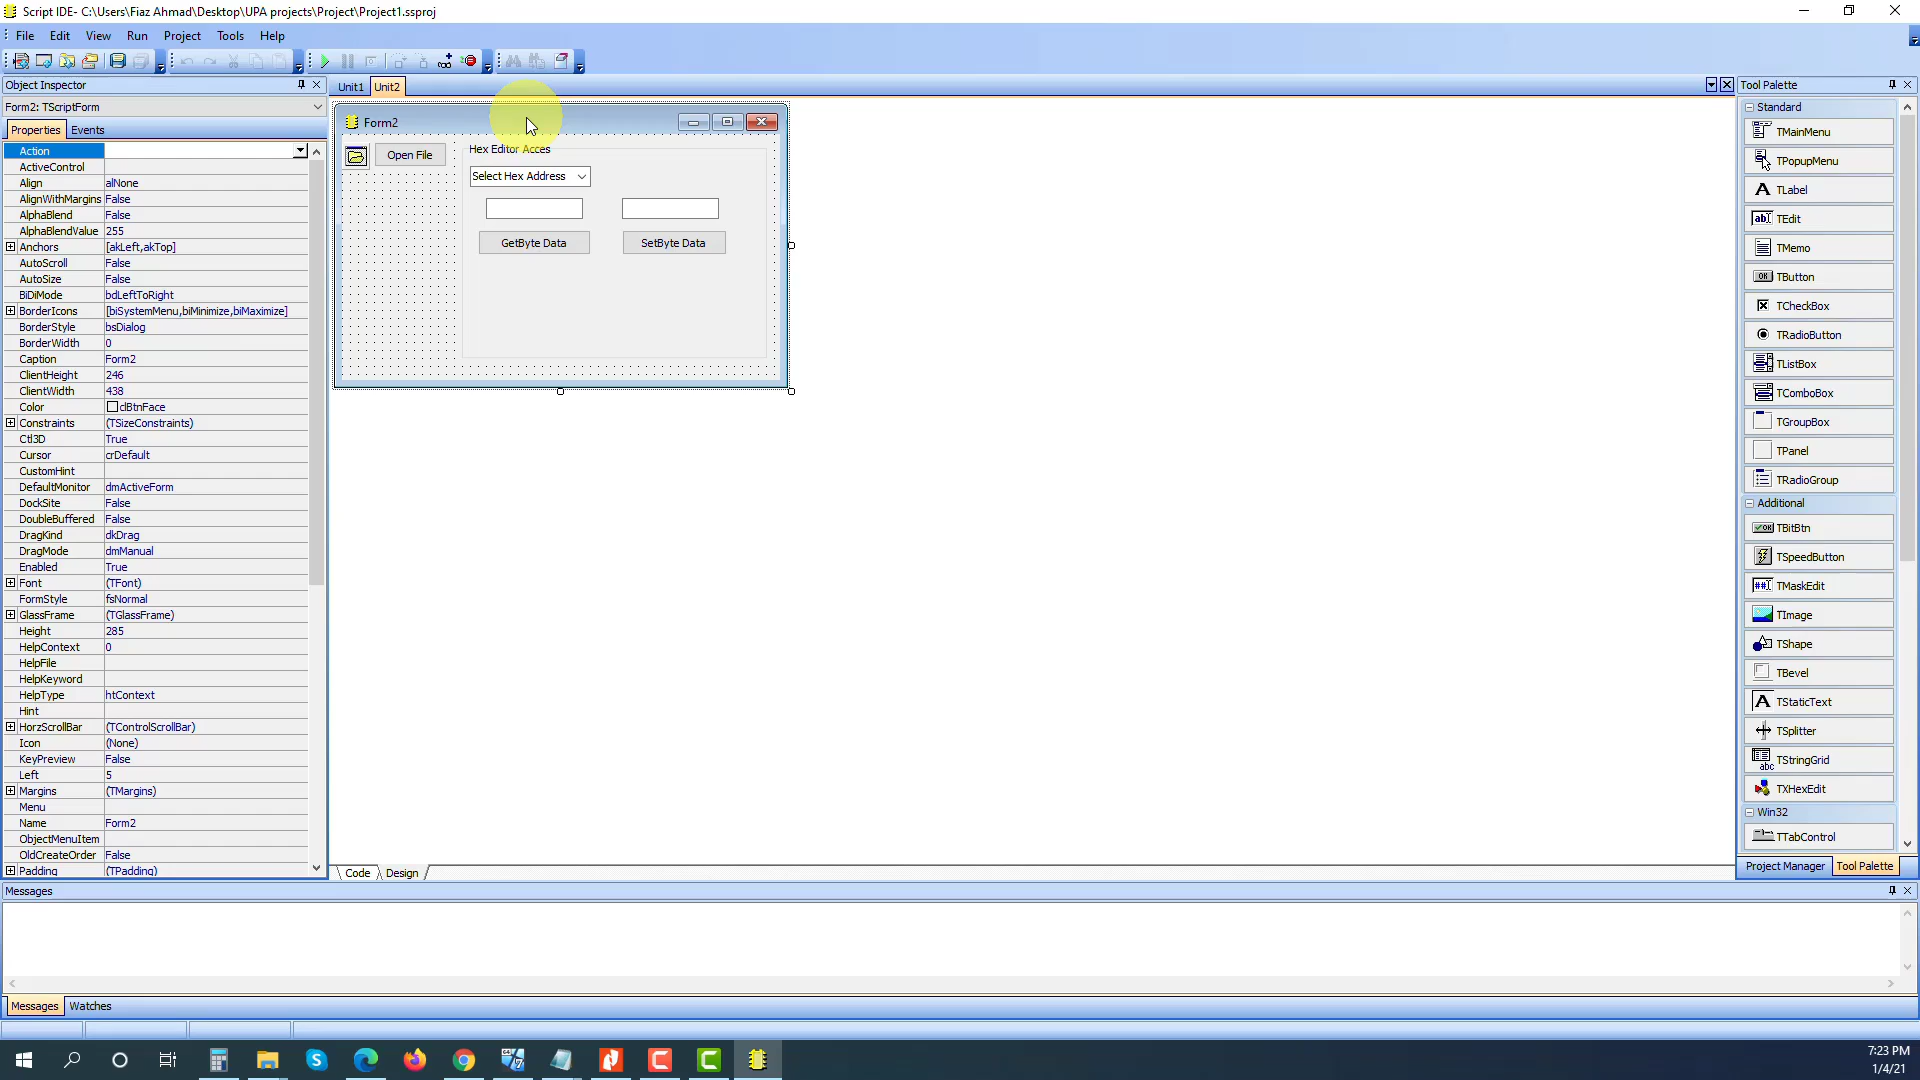 Script IDE- C:\Users\Fiaz Ahmad\Desktop\UPA projects\Project\Project1.ssproj
File Edit View Run Project Tools Help
Object Inspector
Form2: TScriptForm
Properties Events
Action
ActiveControl
Align alNone
AlignWithMargins False
AlphaBlend False
AlphaBlendValue 255
Anchors [akLeft,akTop]
AutoScroll False
AutoSize False
BiDiMode bdLeftToRight
BorderIcons [biSystemMenu,biMinimize,biMaximize]
BorderStyle bsDialog
BorderWidth 0
Caption Form2
ClientHeight 246
ClientWidth 438
Color clBtnFace
Constraints (TSizeConstraints)
Ctl3D True
Cursor crDefault
CustomHint
DefaultMonitor dmActiveForm
DockSite False
DoubleBuffered False
DragKind dkDrag
DragMode dmManual
Enabled True
Font (TFont)
FormStyle fsNormal
GlassFrame (TGlassFrame)
Height 285
HelpContext 0
HelpFile
HelpKeyword
HelpType htContext
Hint
HorzScrollBar (TControlScrollBar)
Icon (None)
KeyPreview False
Left 5
Margins (TMargins)
Menu
Name Form2
ObjectMenuItem
OldCreateOrder False
Padding (TPadding)
Unit1 Unit2
Form2
Open File
Hex Editor Acces
Select Hex Address
GetByte Data SetByte Data
Code Design
Tool Palette
Standard
TMainMenu
TPopupMenu
TLabel
TEdit
TMemo
TButton
TCheckBox
TRadioButton
TListBox
TComboBox
TGroupBox
TPanel
TRadioGroup
Additional
TBitBtn
TSpeedButton
TMaskEdit
TImage
TShape
TBevel
TStaticText
TSplitter
TStringGrid
TXHexEdit
Win32
TTabControl
Project Manager Tool Palette
Messages
Messages Watches
7:23 PM
1/4/21